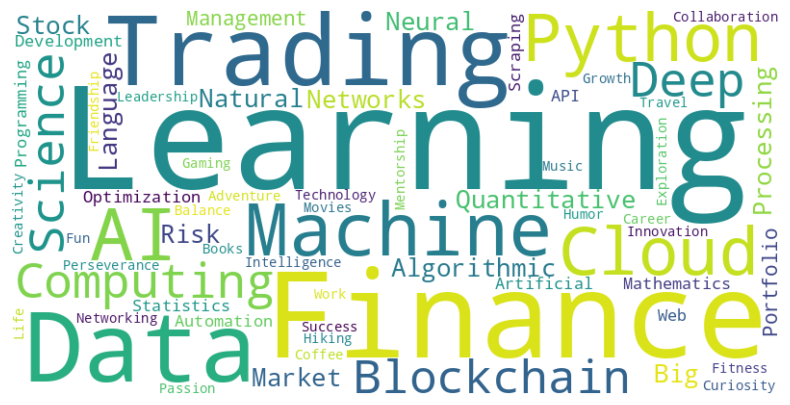 Stock
Management
Trading
Neural
Python
Collaboration
Development
Scraping
Growth
Deep
Science
Programming
Friendship
Language
Leadership
Natural
Networks
API
Travel
Processing
Learning
Gaming
Mentorship
Music
Exploration
Creativity
Optimization
Adventure
Technology
Quantitative
AI
Balance
Movies
Machine
Humor
Career
Fun
Risk
Books
Cloud
Innovation
Perseverance
Intelligence
Algorithmic
Computing
Finance
Artificial
Mathematics
Portfolio
Statistics
Work
Life
Data
Networking
Automation
Success
Web
Hiking
Coffee
Market
Blockchain
Big
Fitness
Passion
Curiosity